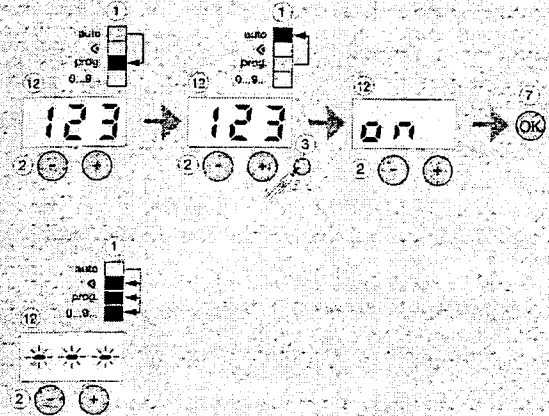 1 1
auto auto
prog. prog.
0...9... 0...9...
12 12 12 7
123 123 on OK
3
2 - + 2 - + 2 - +
1
auto
prog.
0...9...
12
- - -
2 - +